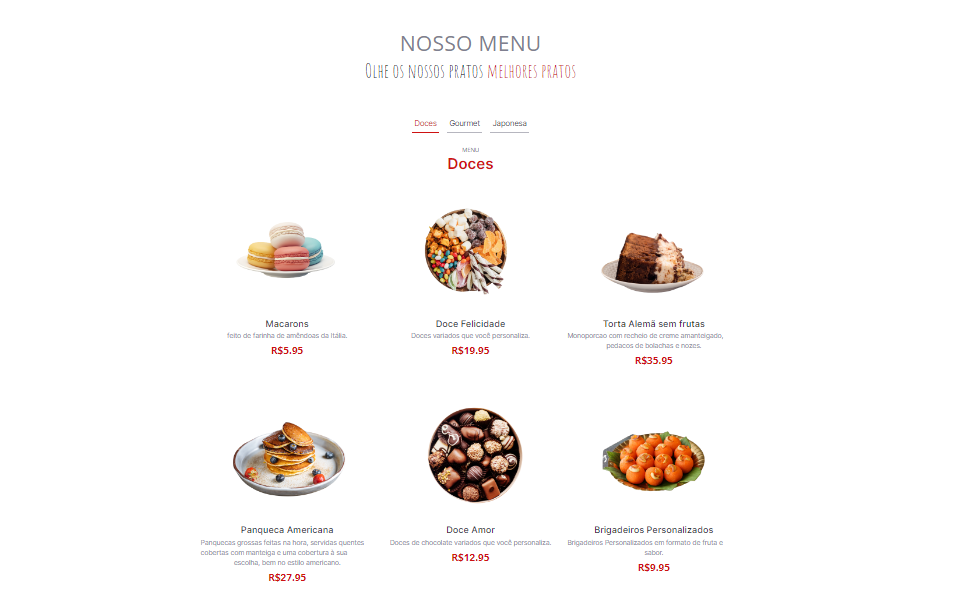 NOSSO MENU
Olhe os nossos pratos melhores pratos
Doces Gourmet Japonesa
MENU
Doces
Macarons
feito de farinha de amêndoas da Itália.
R$5.95
Doce Felicidade
Doces variados que você personaliza.
R$19.95
Torta Alemã sem frutas
Monoporcão com recheio de creme amanteigado,
pedacos de bolachas e nozes.
R$35.95
Panqueca Americana
Panquecas grossas feitas na hora, servidas quentes
cobertas com manteiga e uma cobertura à sua
escolha, bem no estilo americano.
R$27.95
Doce Amor
Doces de chocolate variados que você personaliza.
R$12.95
Brigadeiros Personalizados
Brigadeiros Personalizados em formato de fruta e
sabor.
R$9.95